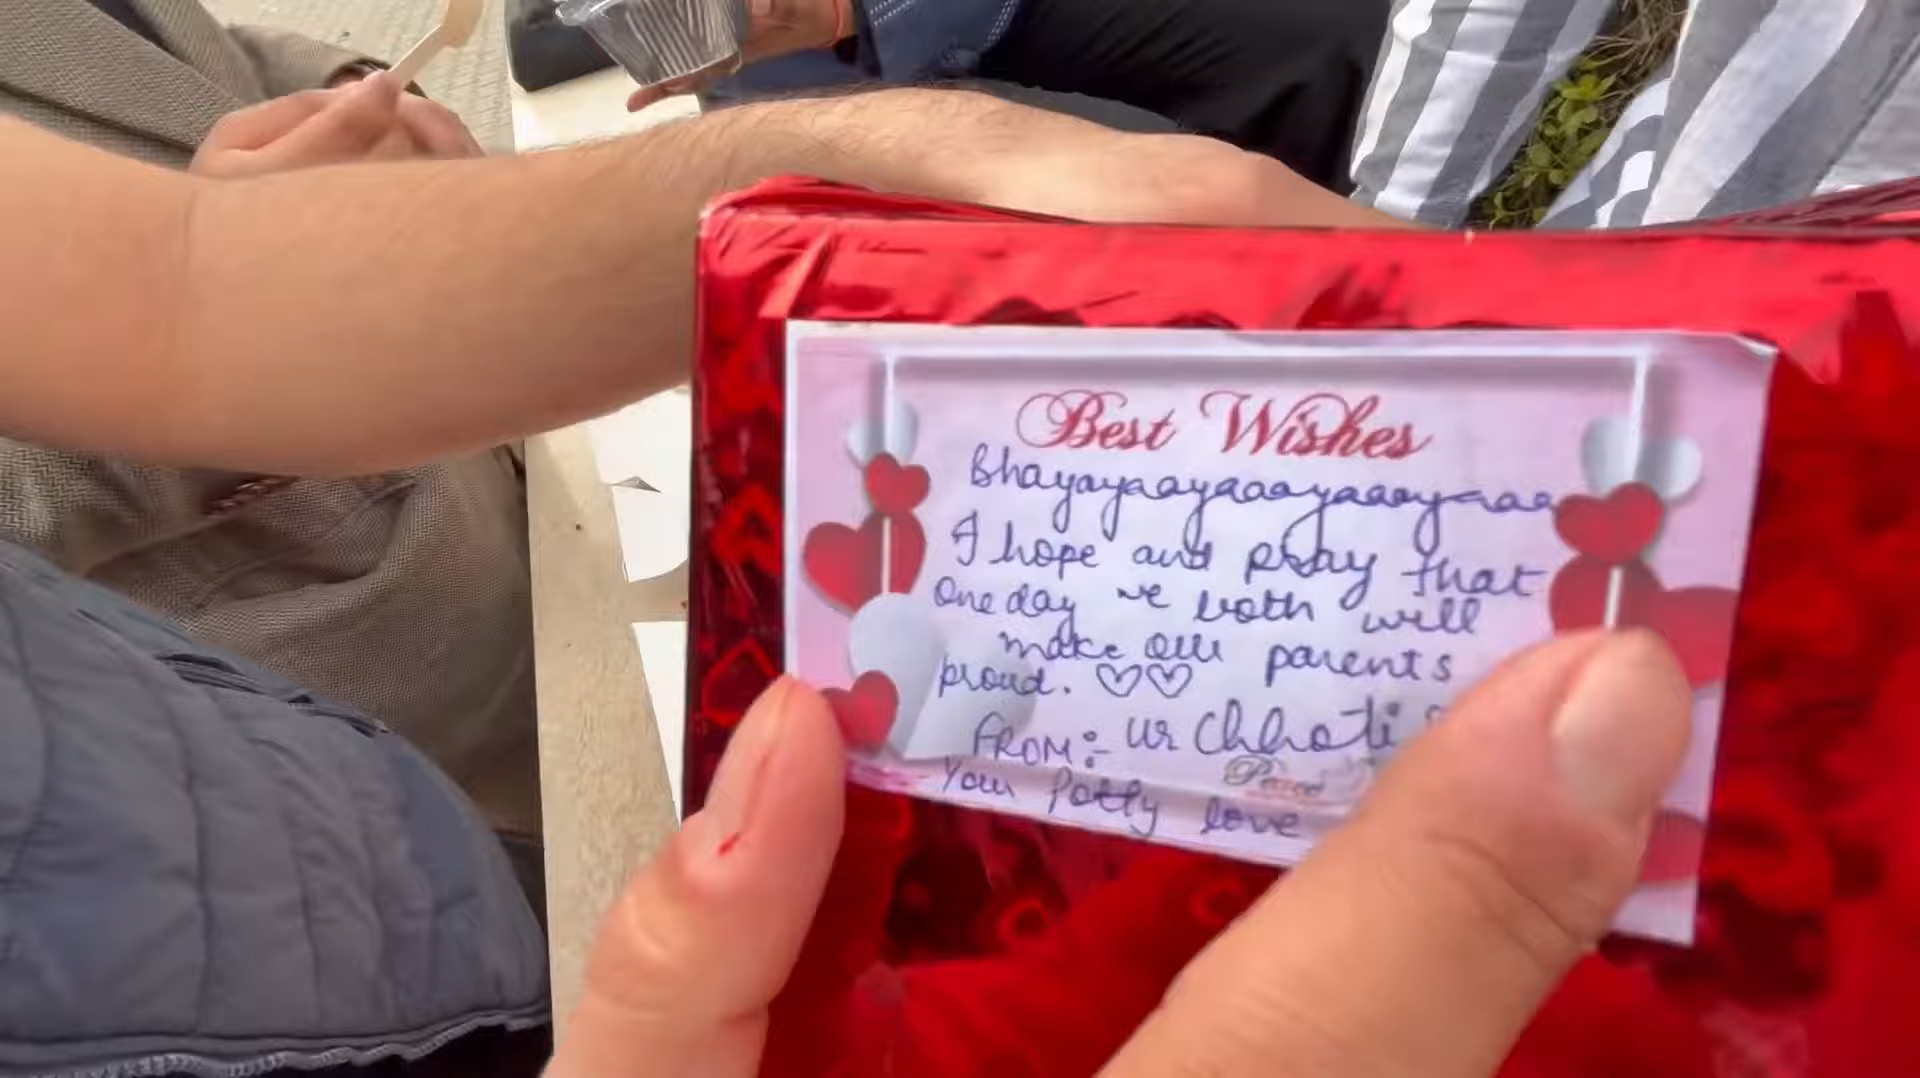 Best Wishes
Bhayayaayaaayaaayaaa
I hope and pray that
One day we both will
make our parents
proud. ♡♡
FROM:- ur Chhoti
Your Potty love